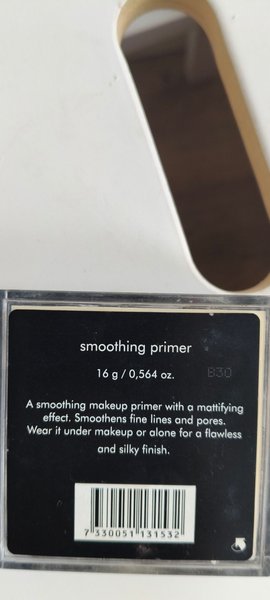 smoothing primer
16 g / 0,564 oz. B30
A smoothing makeup primer with a mattifying
effect. Smoothens fine lines and pores.
Wear it under makeup or alone for a flawless
and silky finish.
7 330051 131532